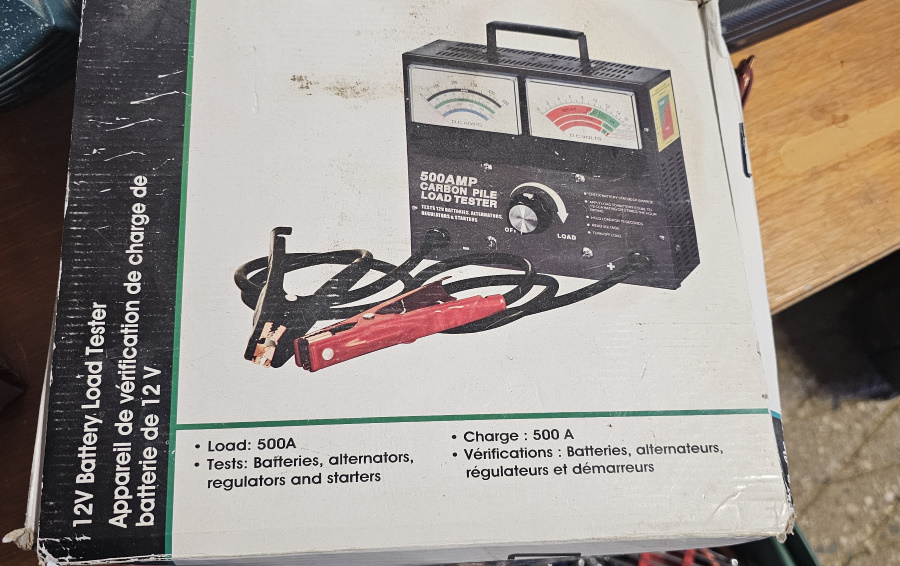 12V Battery Load Tester
Appareil de vérification de charge de
batterie de 12 V
D.C. AMPS
D.C. VOLTS
500AMP
CARBON PILE
LOAD TESTER
TESTS 12V BATTERIES, ALTERNATORS,
REGULATORS & STARTERS
OFF
LOAD
-
+
• Load: 500A
• Tests: Batteries, alternators,
regulators and starters
• Charge : 500 A
• Vérifications : Batteries, alternateurs,
régulateurs et démarreurs